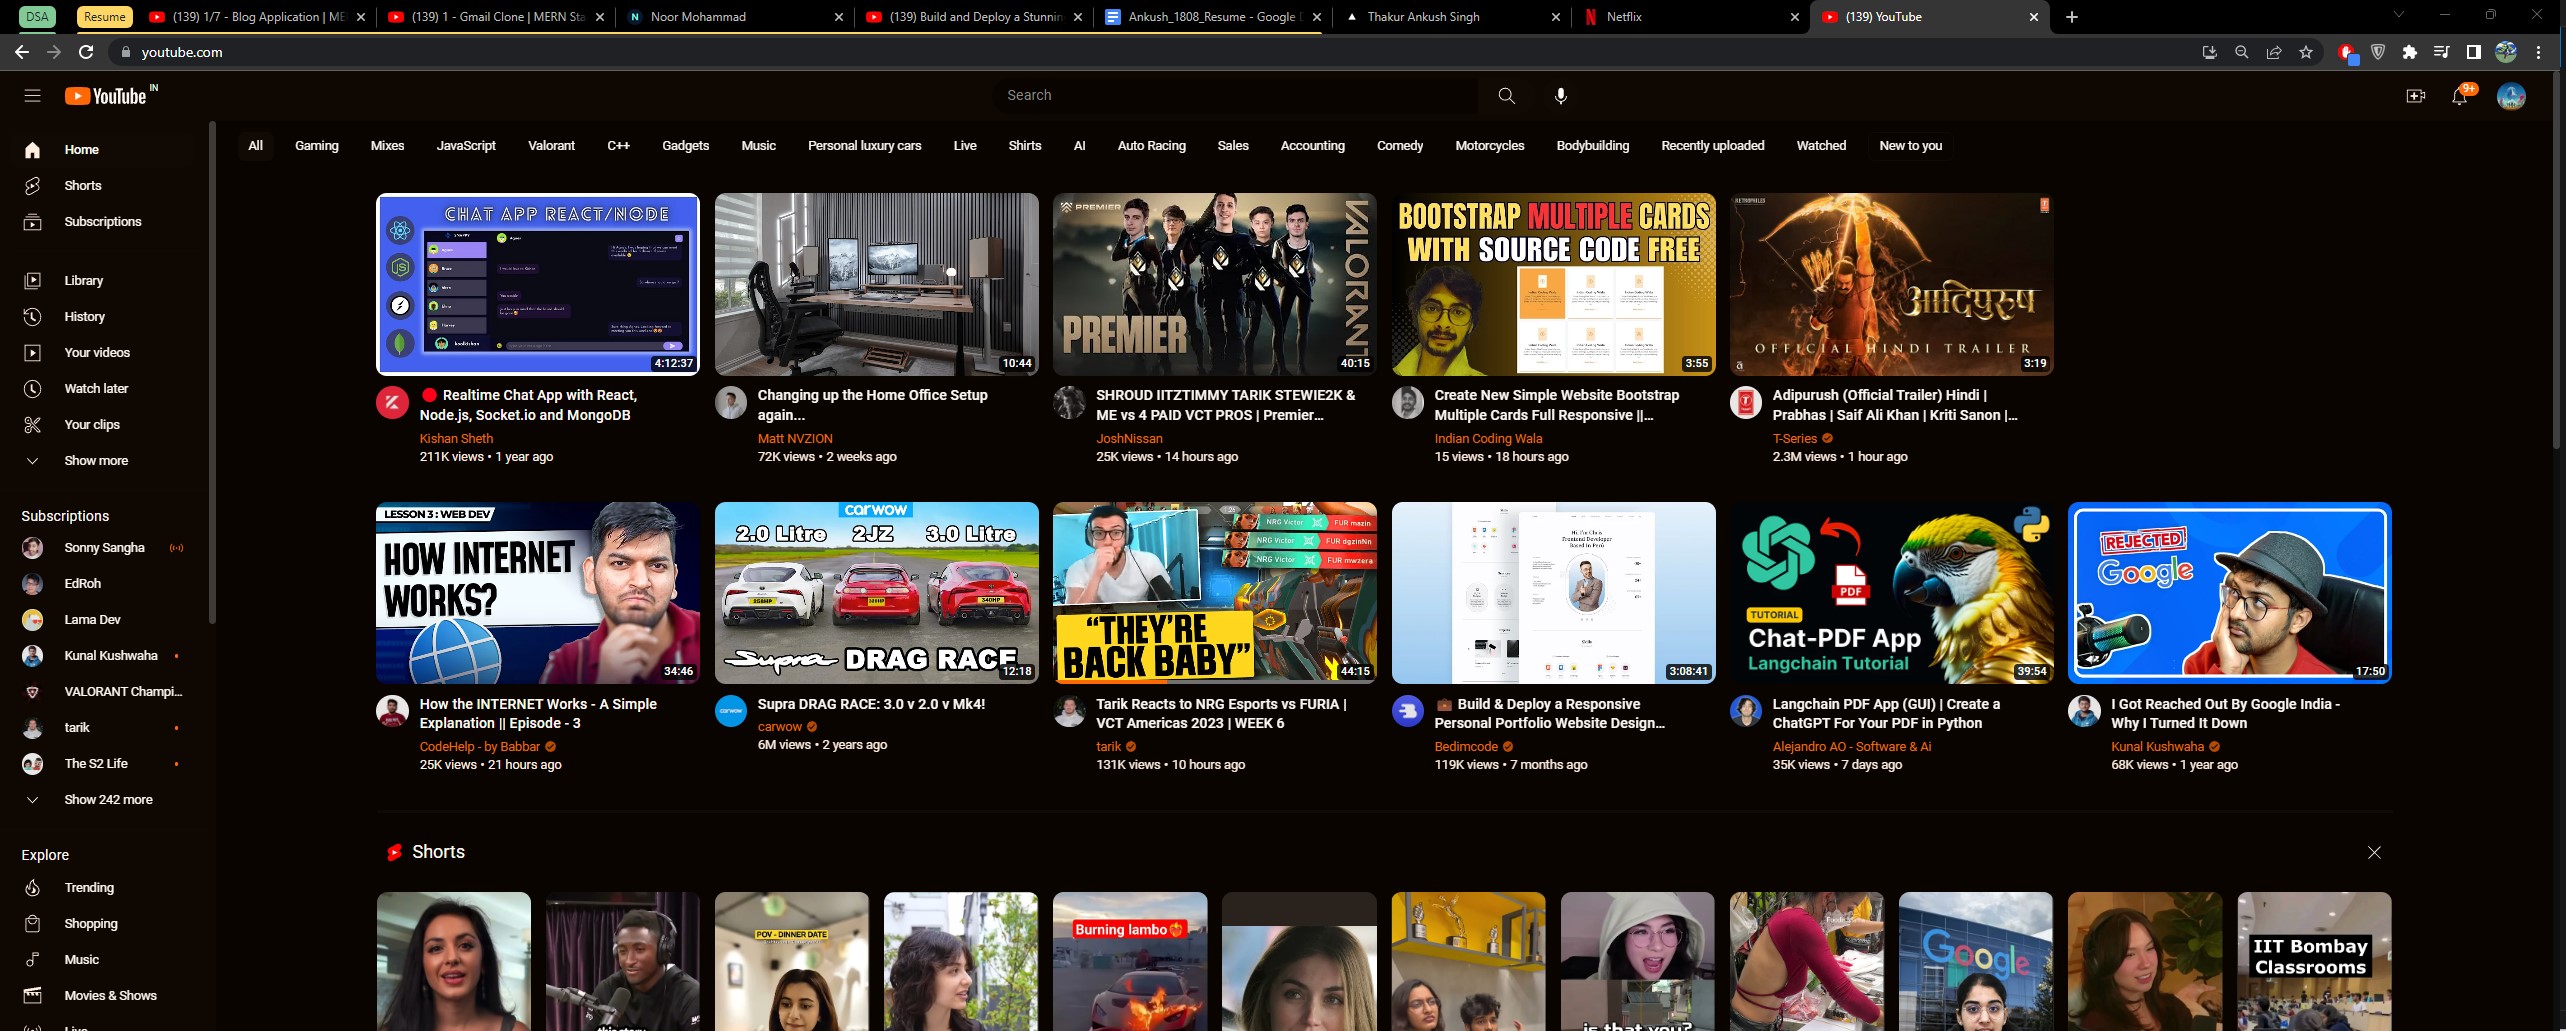 DSA
Resume
(139) 1/7 - Blog Application | ME
(139) 1 - Gmail Clone | MERN Sta
Noor Mohammad
(139) Build and Deploy a Stunnin
Ankush_1808_Resume - Google
Thakur Ankush Singh
Netflix
(139) YouTube
youtube.com
YouTube IN
Search
9+
Home
Shorts
Subscriptions
Library
History
Your videos
Watch later
Your clips
Show more
Subscriptions
Sonny Sangha
EdRoh
Lama Dev
Kunal Kushwaha
VALORANT Champi...
tarik
The S2 Life
Show 242 more
Explore
Trending
Shopping
Music
Movies & Shows
Live
All
Gaming
Mixes
JavaScript
Valorant
C++
Gadgets
Music
Personal luxury cars
Live
Shirts
AI
Auto Racing
Sales
Accounting
Comedy
Motorcycles
Bodybuilding
Recently uploaded
Watched
New to you
CHAT APP REACT/NODE
4:12:37
Realtime Chat App with React,
Node.js, Socket.io and MongoDB
Kishan Sheth
211K views • 1 year ago
10:44
Changing up the Home Office Setup
again...
Matt NVZION
72K views • 2 weeks ago
PREMIER
VALORANT
PREMIER
40:15
SHROUD IITZTIMMY TARIK STEWIE2K &
ME vs 4 PAID VCT PROS | Premier...
JoshNissan
25K views • 14 hours ago
BOOTSTRAP MULTIPLE CARDS
WITH SOURCE CODE FREE
3:55
Create New Simple Website Bootstrap
Multiple Cards Full Responsive ||...
Indian Coding Wala
15 views • 18 hours ago
आदिपुरुष
OFFICIAL HINDI TRAILER
3:19
Adipurush (Official Trailer) Hindi |
Prabhas | Saif Ali Khan | Kriti Sanon |...
T-Series
2.3M views • 1 hour ago
LESSON 3 : WEB DEV
HOW INTERNET
WORKS?
34:46
How the INTERNET Works - A Simple
Explanation || Episode - 3
CodeHelp - by Babbar
25K views • 21 hours ago
carwow
2.0 Litre 2JZ 3.0 Litre
258HP
320HP
340HP
Supra DRAG RACE
12:18
Supra DRAG RACE: 3.0 v 2.0 v Mk4!
carwow
6M views • 2 years ago
NRG Victor FUR mazin
NRG Victor FUR dgzinNn
NRG Victor FUR mwzera
"THEY'RE
BACK BABY"
44:15
Tarik Reacts to NRG Esports vs FURIA |
VCT Americas 2023 | WEEK 6
tarik
131K views • 10 hours ago
Hi I'm Chris
Frontend Developer
Based in Perú
3:08:41
Build & Deploy a Responsive
Personal Portfolio Website Design...
Bedimcode
119K views • 7 months ago
PDF
TUTORIAL
Chat-PDF App
Langchain Tutorial
39:54
Langchain PDF App (GUI) | Create a
ChatGPT For Your PDF in Python
Alejandro AO - Software & Ai
35K views • 7 days ago
REJECTED
Google
17:50
I Got Reached Out By Google India -
Why I Turned It Down
Kunal Kushwaha
68K views • 1 year ago
Shorts
POV - DINNER DATE
Burning lambo
is that you?
Google
IIT Bombay
Classrooms